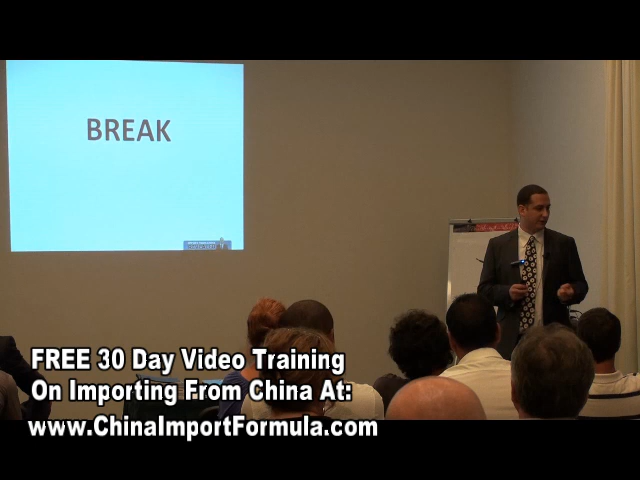 BREAK
FREE 30 Day Video Training
On Importing From China At:
www.ChinaImportFormula.com